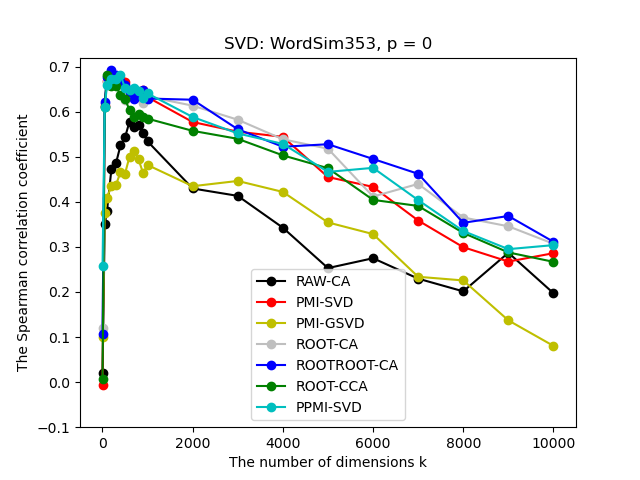 SVD: WordSim353, p = 0
The Spearman correlation coefficient
0.7
0.6
0.5
0.4
0.3
0.2
0.1
0.0
−0.1
RAW-CA
PMI-SVD
PMI-GSVD
ROOT-CA
ROOTROOT-CA
ROOT-CCA
PPMI-SVD
0 2000 4000 6000 8000 10000
The number of dimensions k